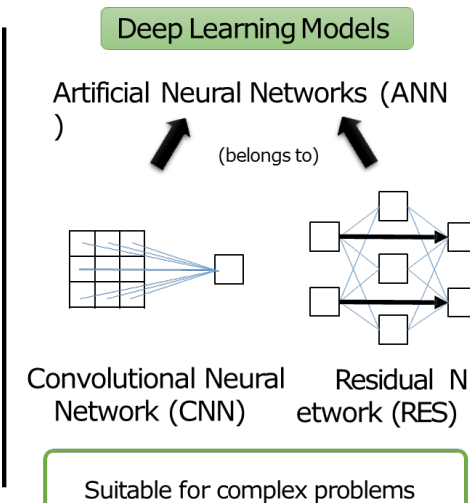 Deep Learning Models
Artificial Neural Networks (ANN
)
(belongs to)
Convolutional Neural
Network (CNN)
Residual N
etwork (RES)
Suitable for complex problems